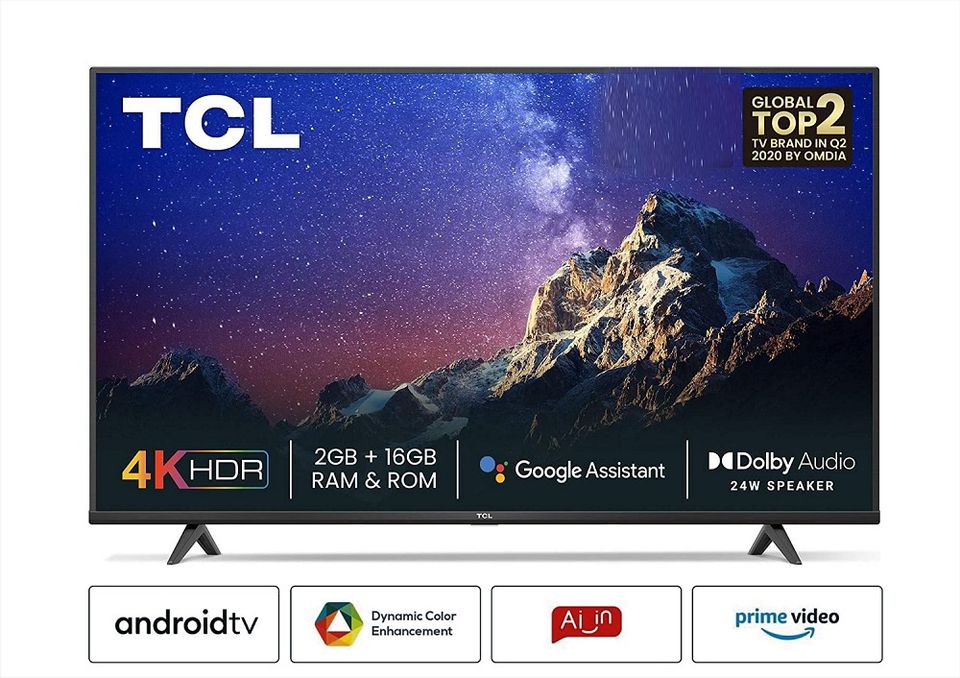 TCL
GLOBAL
TOP2
TV BRAND IN Q2
2020 BY OMDIA
4K HDR
2GB + 16GB
RAM & ROM
Google Assistant
Dolby Audio
24W SPEAKER
TCL
androidtv
Dynamic Color
Enhancement
Ai_in
prime video